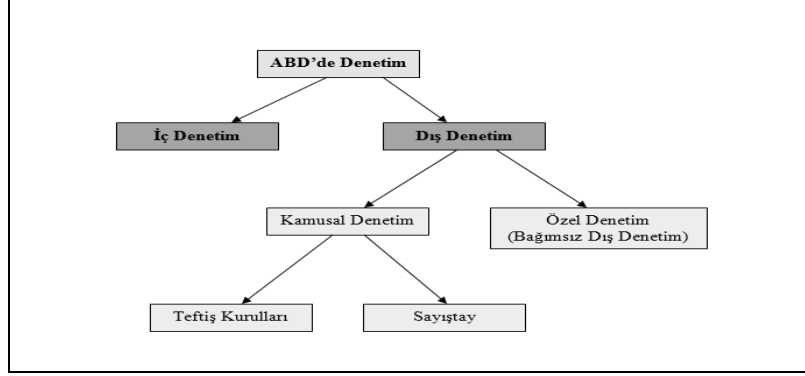 ABD’de Denetim
İç Denetim
Dış Denetim
Kamusal Denetim
Özel Denetim
(Bağımsız Dış Denetim)
Teftiş Kurulları
Sayıştay